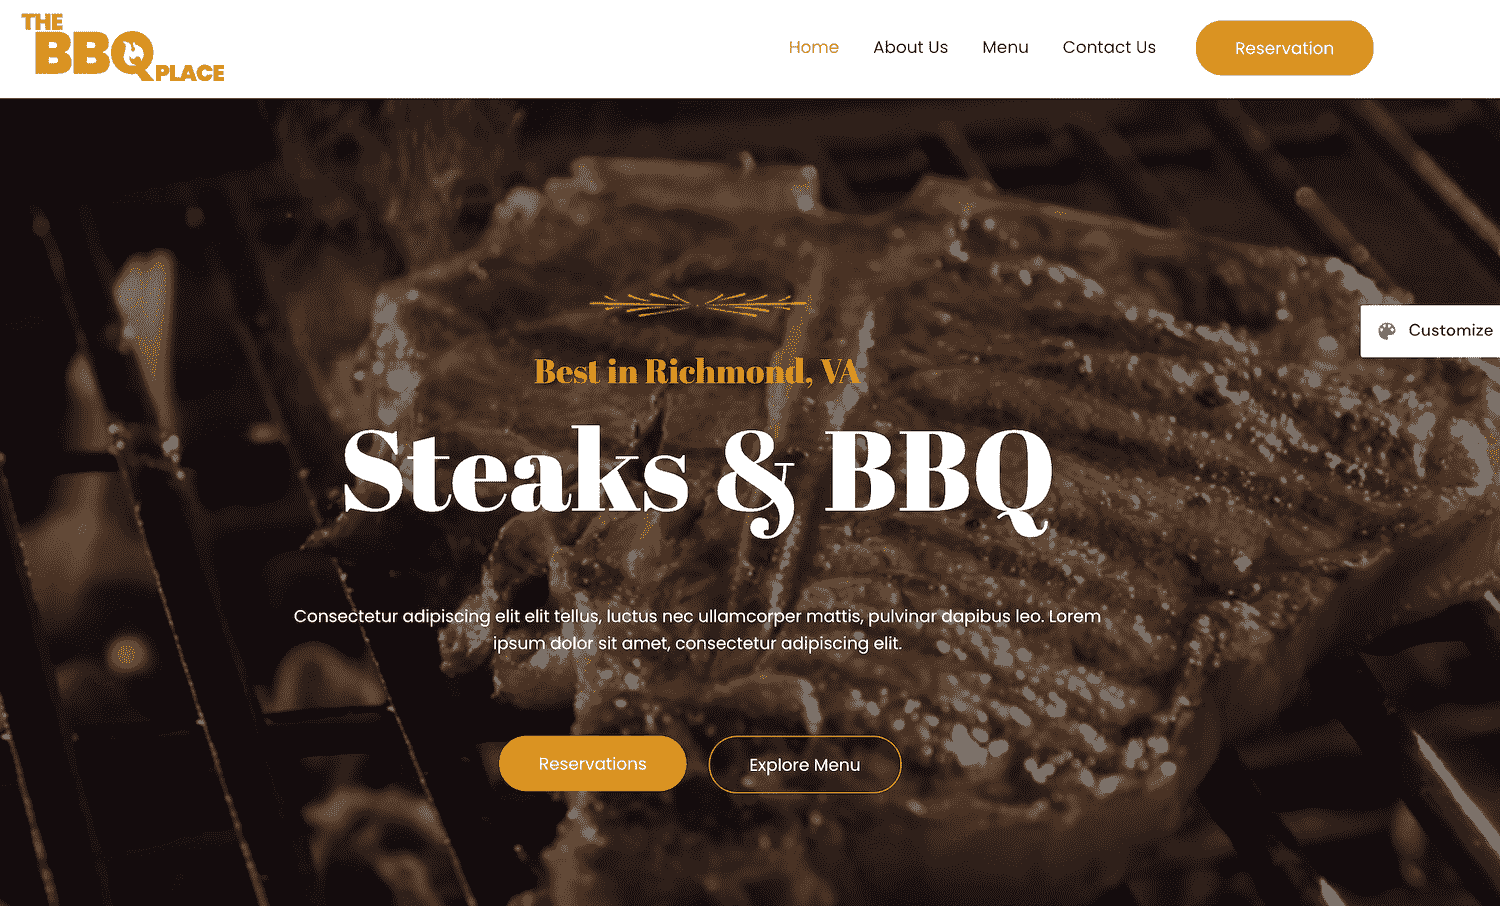 THE
BBQ
PLACE
Home About Us Menu Contact Us Reservation
Customize
Best in Richmond, VA
Steaks & BBQ
Consectetur adipiscing elit elit tellus, luctus nec ullamcorper mattis, pulvinar dapibus leo. Lorem
ipsum dolor sit amet, consectetur adipiscing elit.
Reservations Explore Menu